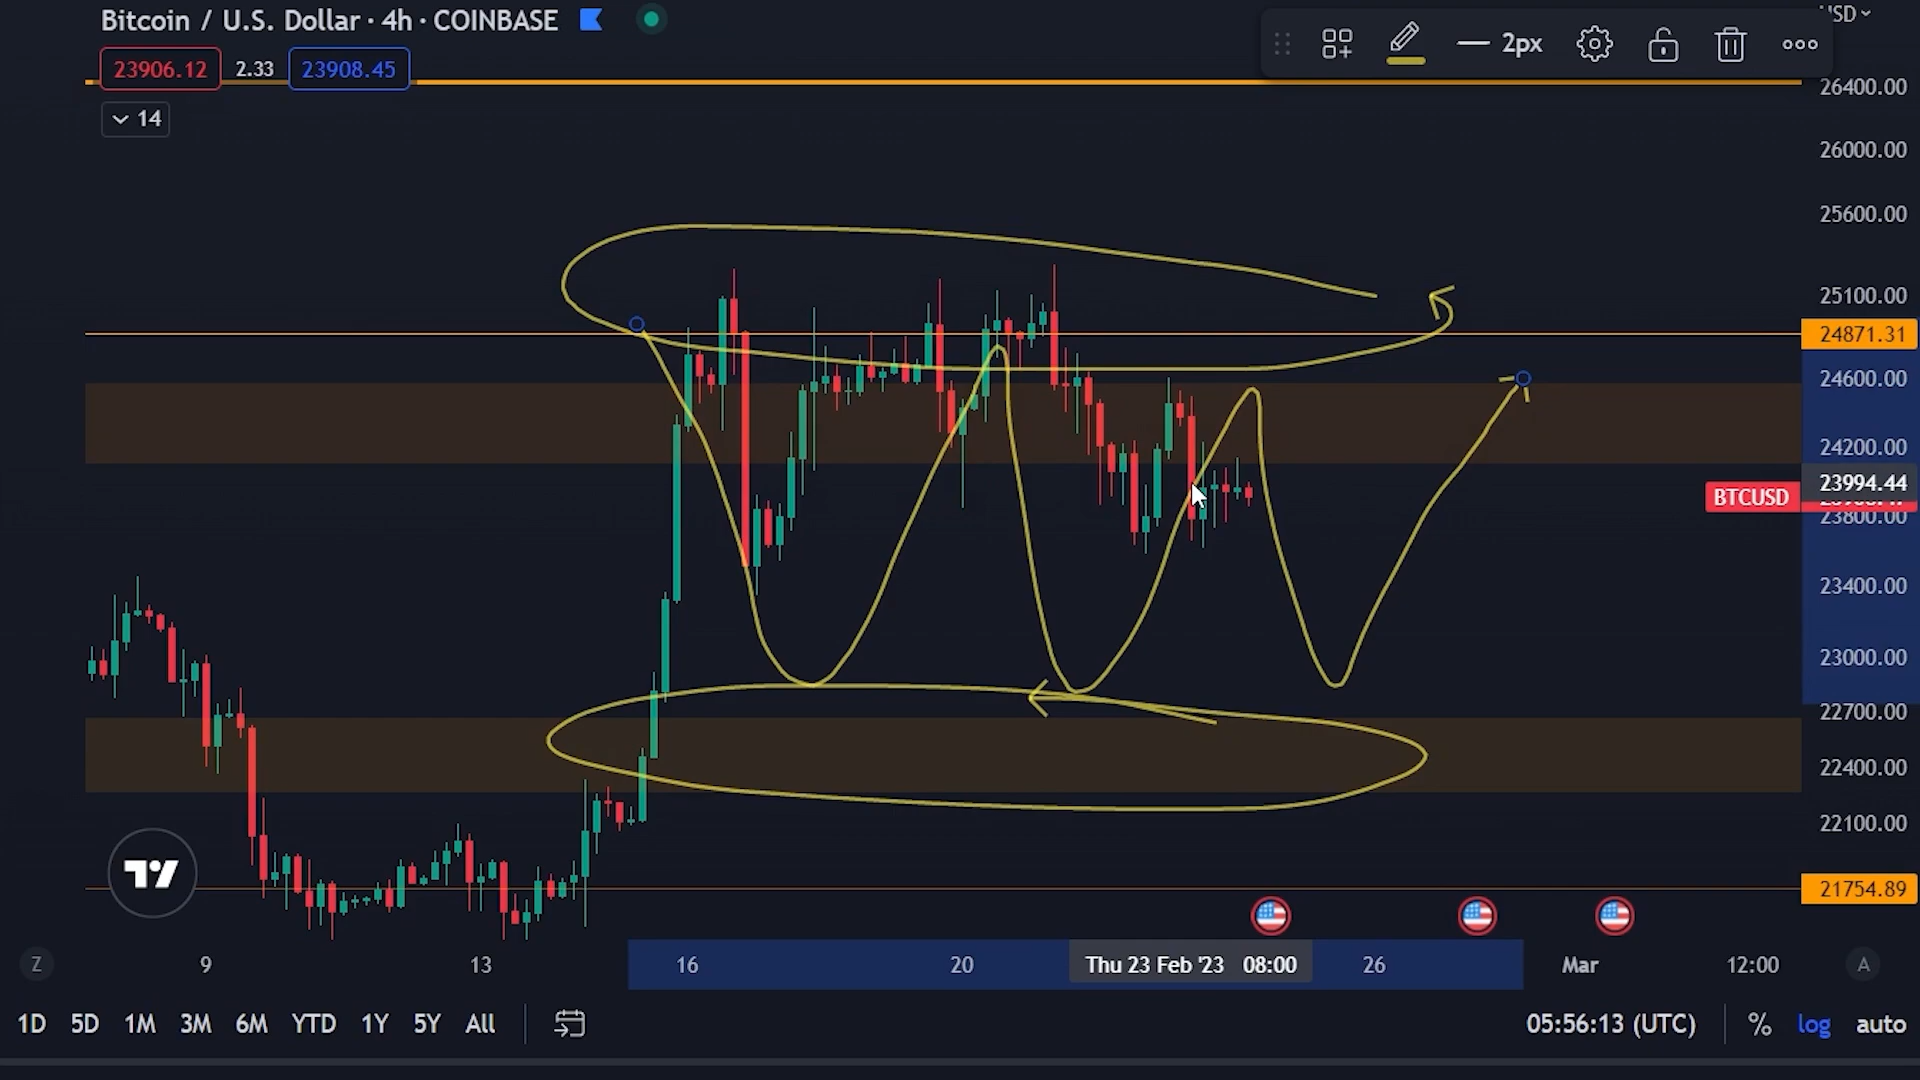 Bitcoin / U.S. Dollar · 4h · COINBASE
USD
2px
23906.12 2.33 23908.45
14
26400.00
26000.00
25600.00
25100.00
24871.31
24600.00
24200.00
23994.44
BTCUSD
23800.00
23400.00
23000.00
22700.00
22400.00
22100.00
21754.89
Z 9 13 16 20 Thu 23 Feb '23 08:00 26 Mar 12:00 A
1D 5D 1M 3M 6M YTD 1Y 5Y All 05:56:13 (UTC) % log auto